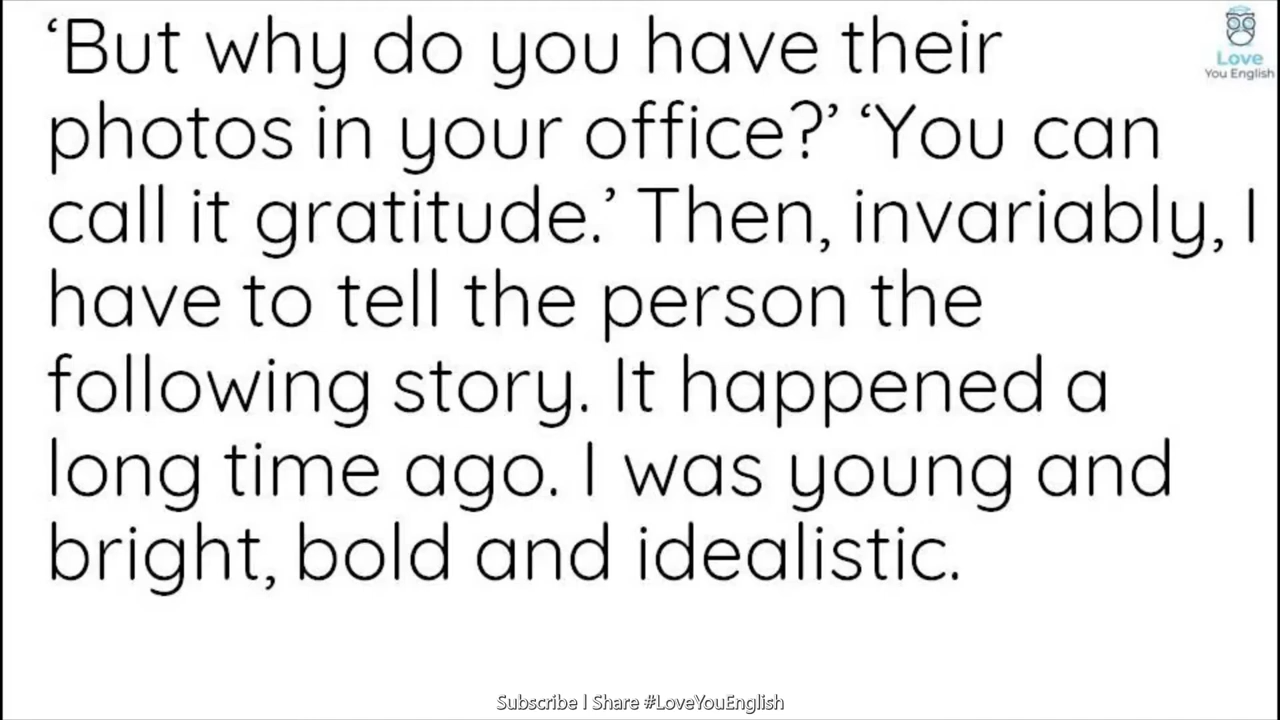 ‘But why do you have their
photos in your office?’ ‘You can
call it gratitude.’ Then, invariably, I
have to tell the person the
following story. It happened a
long time ago. I was young and
bright, bold and idealistic.
Love
You English
Subscribe | Share #LoveYouEnglish